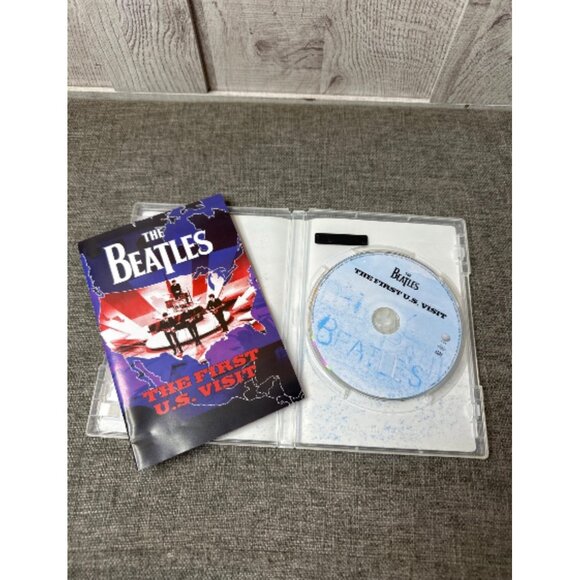 THE
BEATLES
THE FIRST
U.S. VISIT
THE
BEATLES
THE FIRST U.S. VISIT
BEATLES